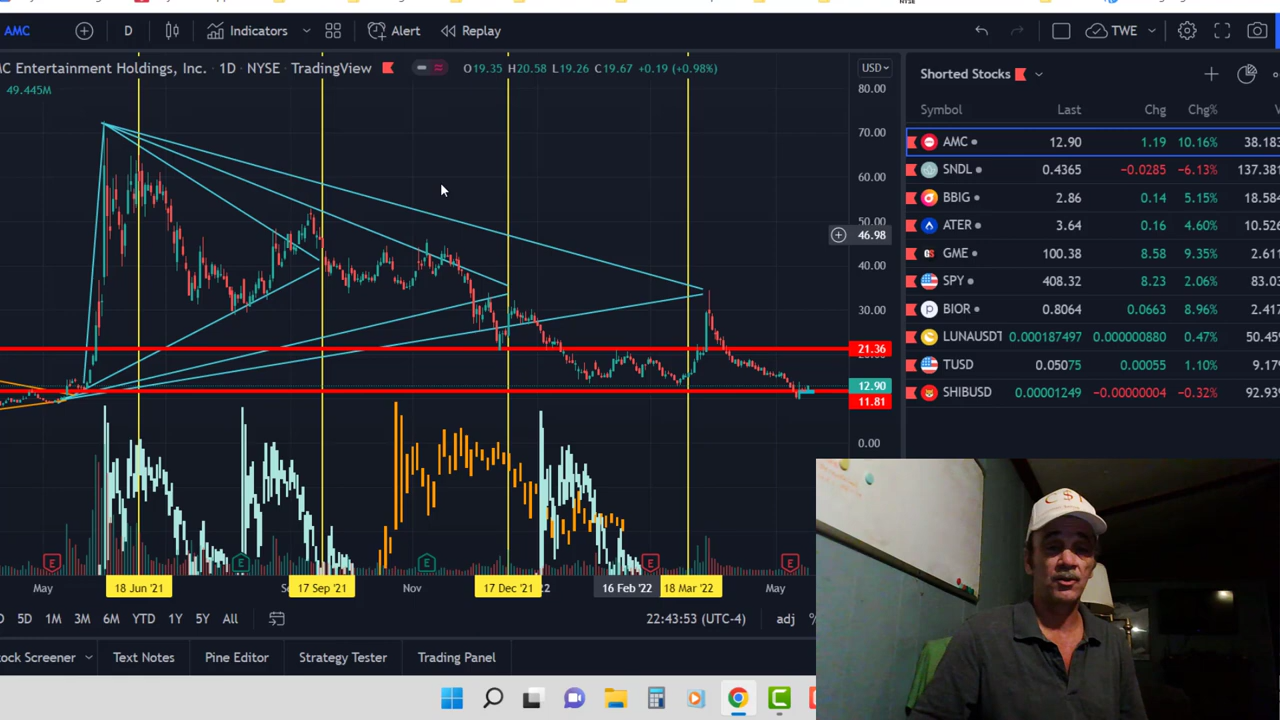 AMC D Indicators Alert Replay TWE
C Entertainment Holdings, Inc. · 1D · NYSE · TradingView O19.35 H20.58 L19.26 C19.67 +0.19 (+0.98%) USD
49.445M
80.00
70.00
60.00
50.00
46.98
40.00
30.00
21.36
12.90
11.81
0.00
E E E E E
May 18 Jun '21 17 Sep '21 Nov 17 Dec '21 16 Feb '22 18 Mar '22 May
5D 1M 3M 6M YTD 1Y 5Y All 22:43:53 (UTC-4) adj %
tock Screener Text Notes Pine Editor Strategy Tester Trading Panel
Shorted Stocks
Symbol Last Chg Chg%
AMC 12.90 1.19 10.16% 38.183
SNDL 0.4365 -0.0285 -6.13% 137.381
BBIG 2.86 0.14 5.15% 18.584
ATER 3.64 0.16 4.60% 10.526
GME 100.38 8.58 9.35% 2.611
SPY 408.32 8.23 2.06% 83.03
BIOR 0.8064 0.0663 8.96% 2.417
LUNAUSDT 0.000187497 0.000000880 0.47% 50.45
TUSD 0.05075 0.00055 1.10% 9.17
SHIBUSD 0.00001249 -0.00000004 -0.32% 92.93